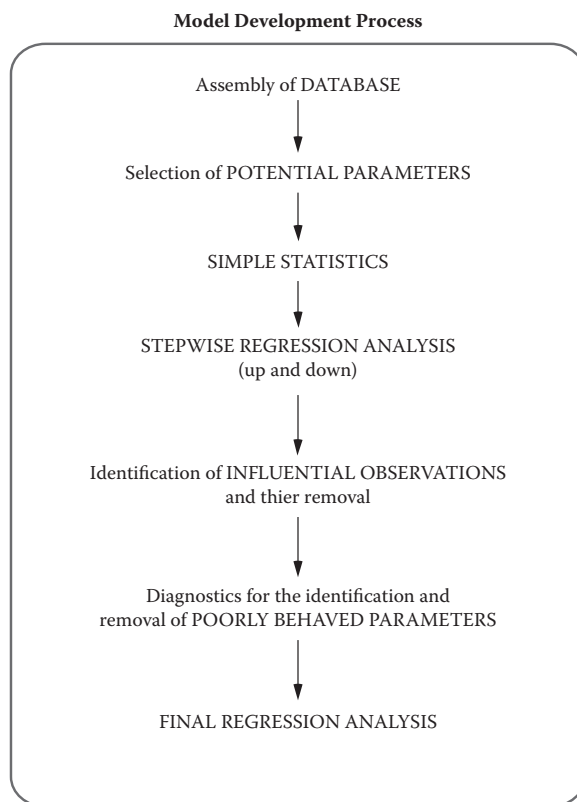 Model Development Process
Assembly of DATABASE
Selection of POTENTIAL PARAMETERS
SIMPLE STATISTICS
STEPWISE REGRESSION ANALYSIS
(up and down)
Identification of INFLUENTIAL OBSERVATIONS
and thier removal
Diagnostics for the identification and
removal of POORLY BEHAVED PARAMETERS
FINAL REGRESSION ANALYSIS